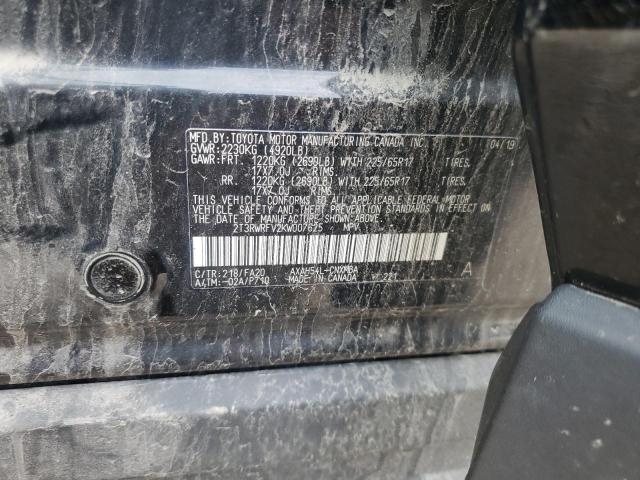 MFD.BY:TOYOTA MOTOR MANUFACTURING CANADA INC. 04/19
GVWR:2230KG (4920LB)
GAWR:FRT. 1220KG (2690LB) WITH 225/65R17 TIRES,
17X7.0J RIMS,
RR. 1220KG (2690LB) WITH 225/65R17 TIRES,
17X7.0J RIMS,
THIS VEHICLE CONFORMS TO ALL APPLICABLE FEDERAL MOTOR
VEHICLE SAFETY STANDARDS IN EFFECT ON THE DATE
OF MANUFACTURE SHOWN ABOVE.
2T3RWRFV2KW007625 MPV
C/TR:218/FA20 AXAH54L-CNXMBA A
A/TM:-02A/P710 MADE IN CANADA